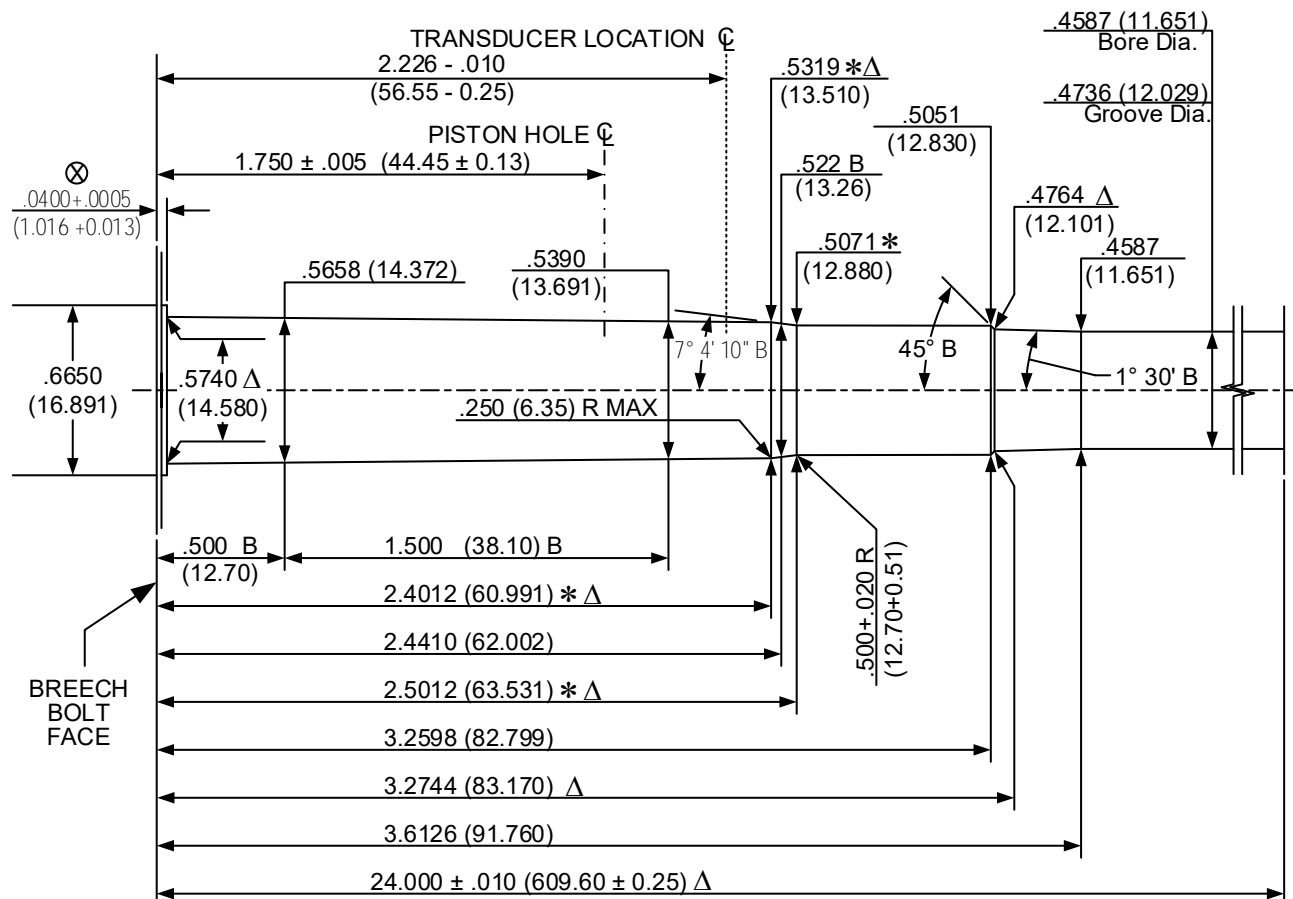 TRANSDUCER LOCATION ℄
2.226 - .010
(56.55 - 0.25)
PISTON HOLE ℄
1.750 ± .005 (44.45 ± 0.13)
⊗
.0400+.0005
(1.016 +0.013)
.4587 (11.651)
Bore Dia.
.4736 (12.029)
Groove Dia.
.5319 *Δ
(13.510)
.5051
(12.830)
.522 B
(13.26)
.4764 Δ
(12.101)
.5071 *
(12.880)
.4587
(11.651)
.5658 (14.372)
.5390
(13.691)
7° 4' 10" B
45° B
1° 30' B
.6650
(16.891)
.5740 Δ
(14.580)
.250 (6.35) R MAX
.500 B
(12.70)
1.500 (38.10) B
.500+.020 R
(12.70+0.51)
2.4012 (60.991) * Δ
2.4410 (62.002)
2.5012 (63.531) * Δ
3.2598 (82.799)
3.2744 (83.170) Δ
3.6126 (91.760)
24.000 ± .010 (609.60 ± 0.25) Δ
BREECH
BOLT
FACE